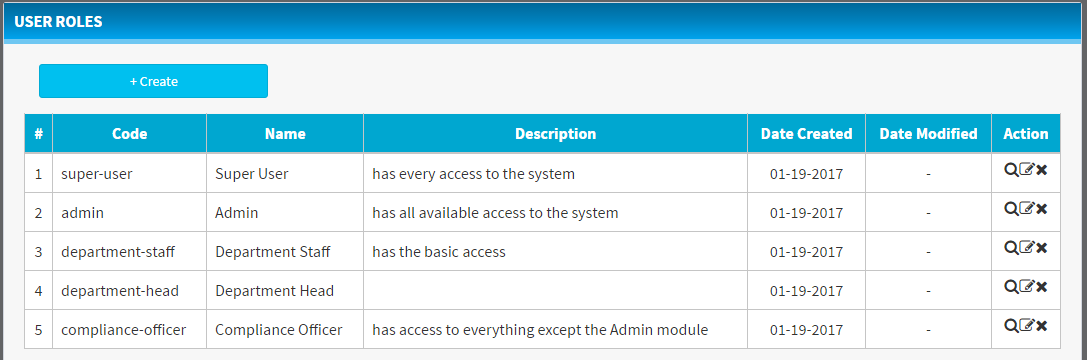 USER ROLES
+ Create
# Code Name Description Date Created Date Modified Action
1 super-user Super User has every access to the system 01-19-2017 -
2 admin Admin has all available access to the system 01-19-2017 -
3 department-staff Department Staff has the basic access 01-19-2017 -
4 department-head Department Head 01-19-2017 -
5 compliance-officer Compliance Officer has access to everything except the Admin module 01-19-2017 -